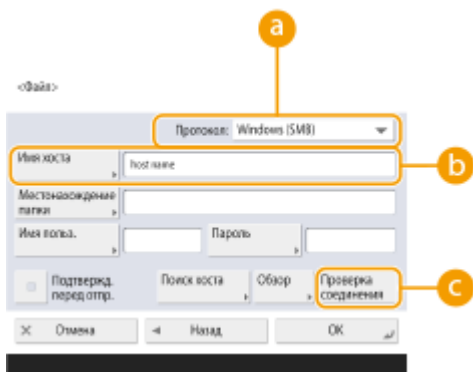 a
<Файл>
Протокол: Windows (SMB)
Имя хоста
host name
b
Местонахождение
папки
Имя польз.
Пароль
Подтвержд.
перед отпр.
Поиск хоста
Обзор
Проверка
соединения
c
Отмена
Назад
OK